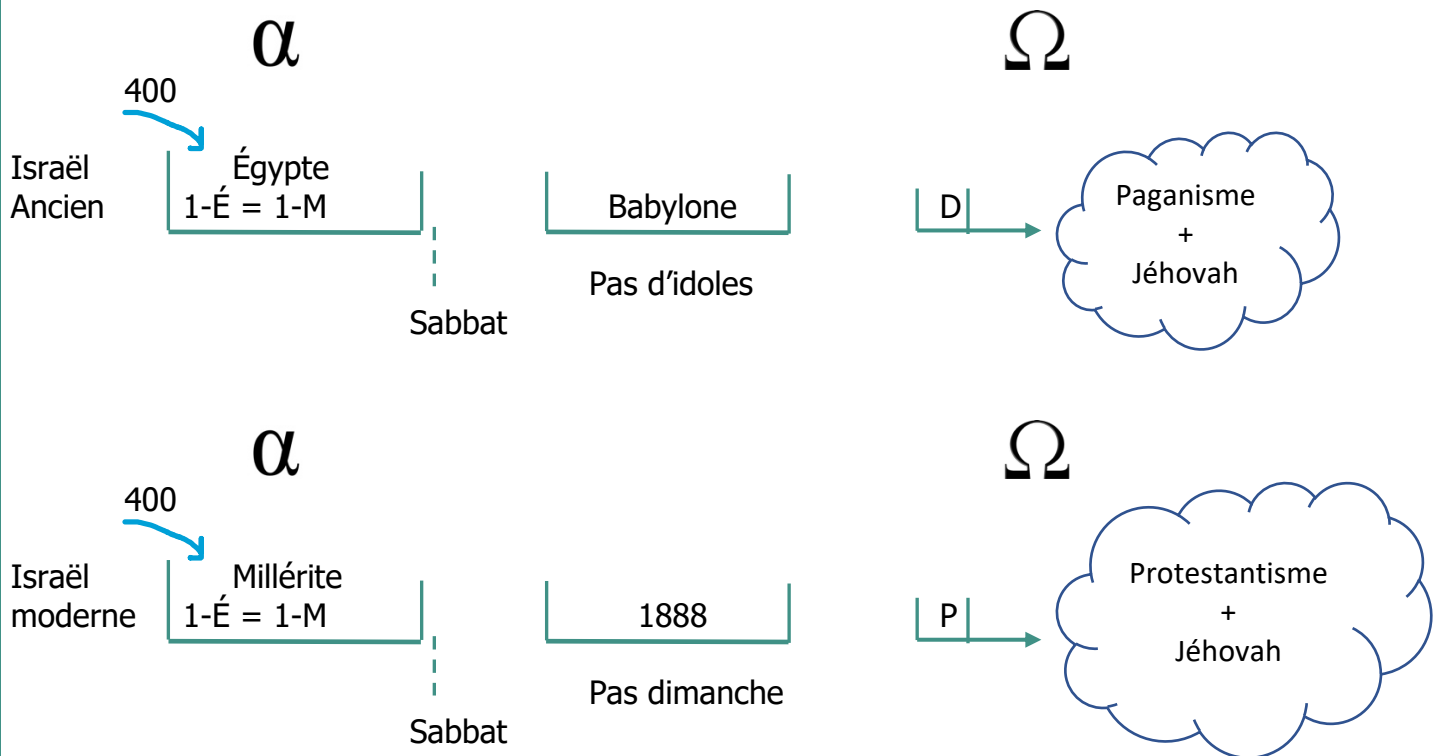 α
Ω
400
Israël
Ancien
Égypte
1-É = 1-M
Sabbat
Babylone
Pas d'idoles
D
Paganisme
+
Jéhovah
α
Ω
400
Israël
moderne
Millérite
1-É = 1-M
Sabbat
1888
Pas dimanche
P
Protestantisme
+
Jéhovah